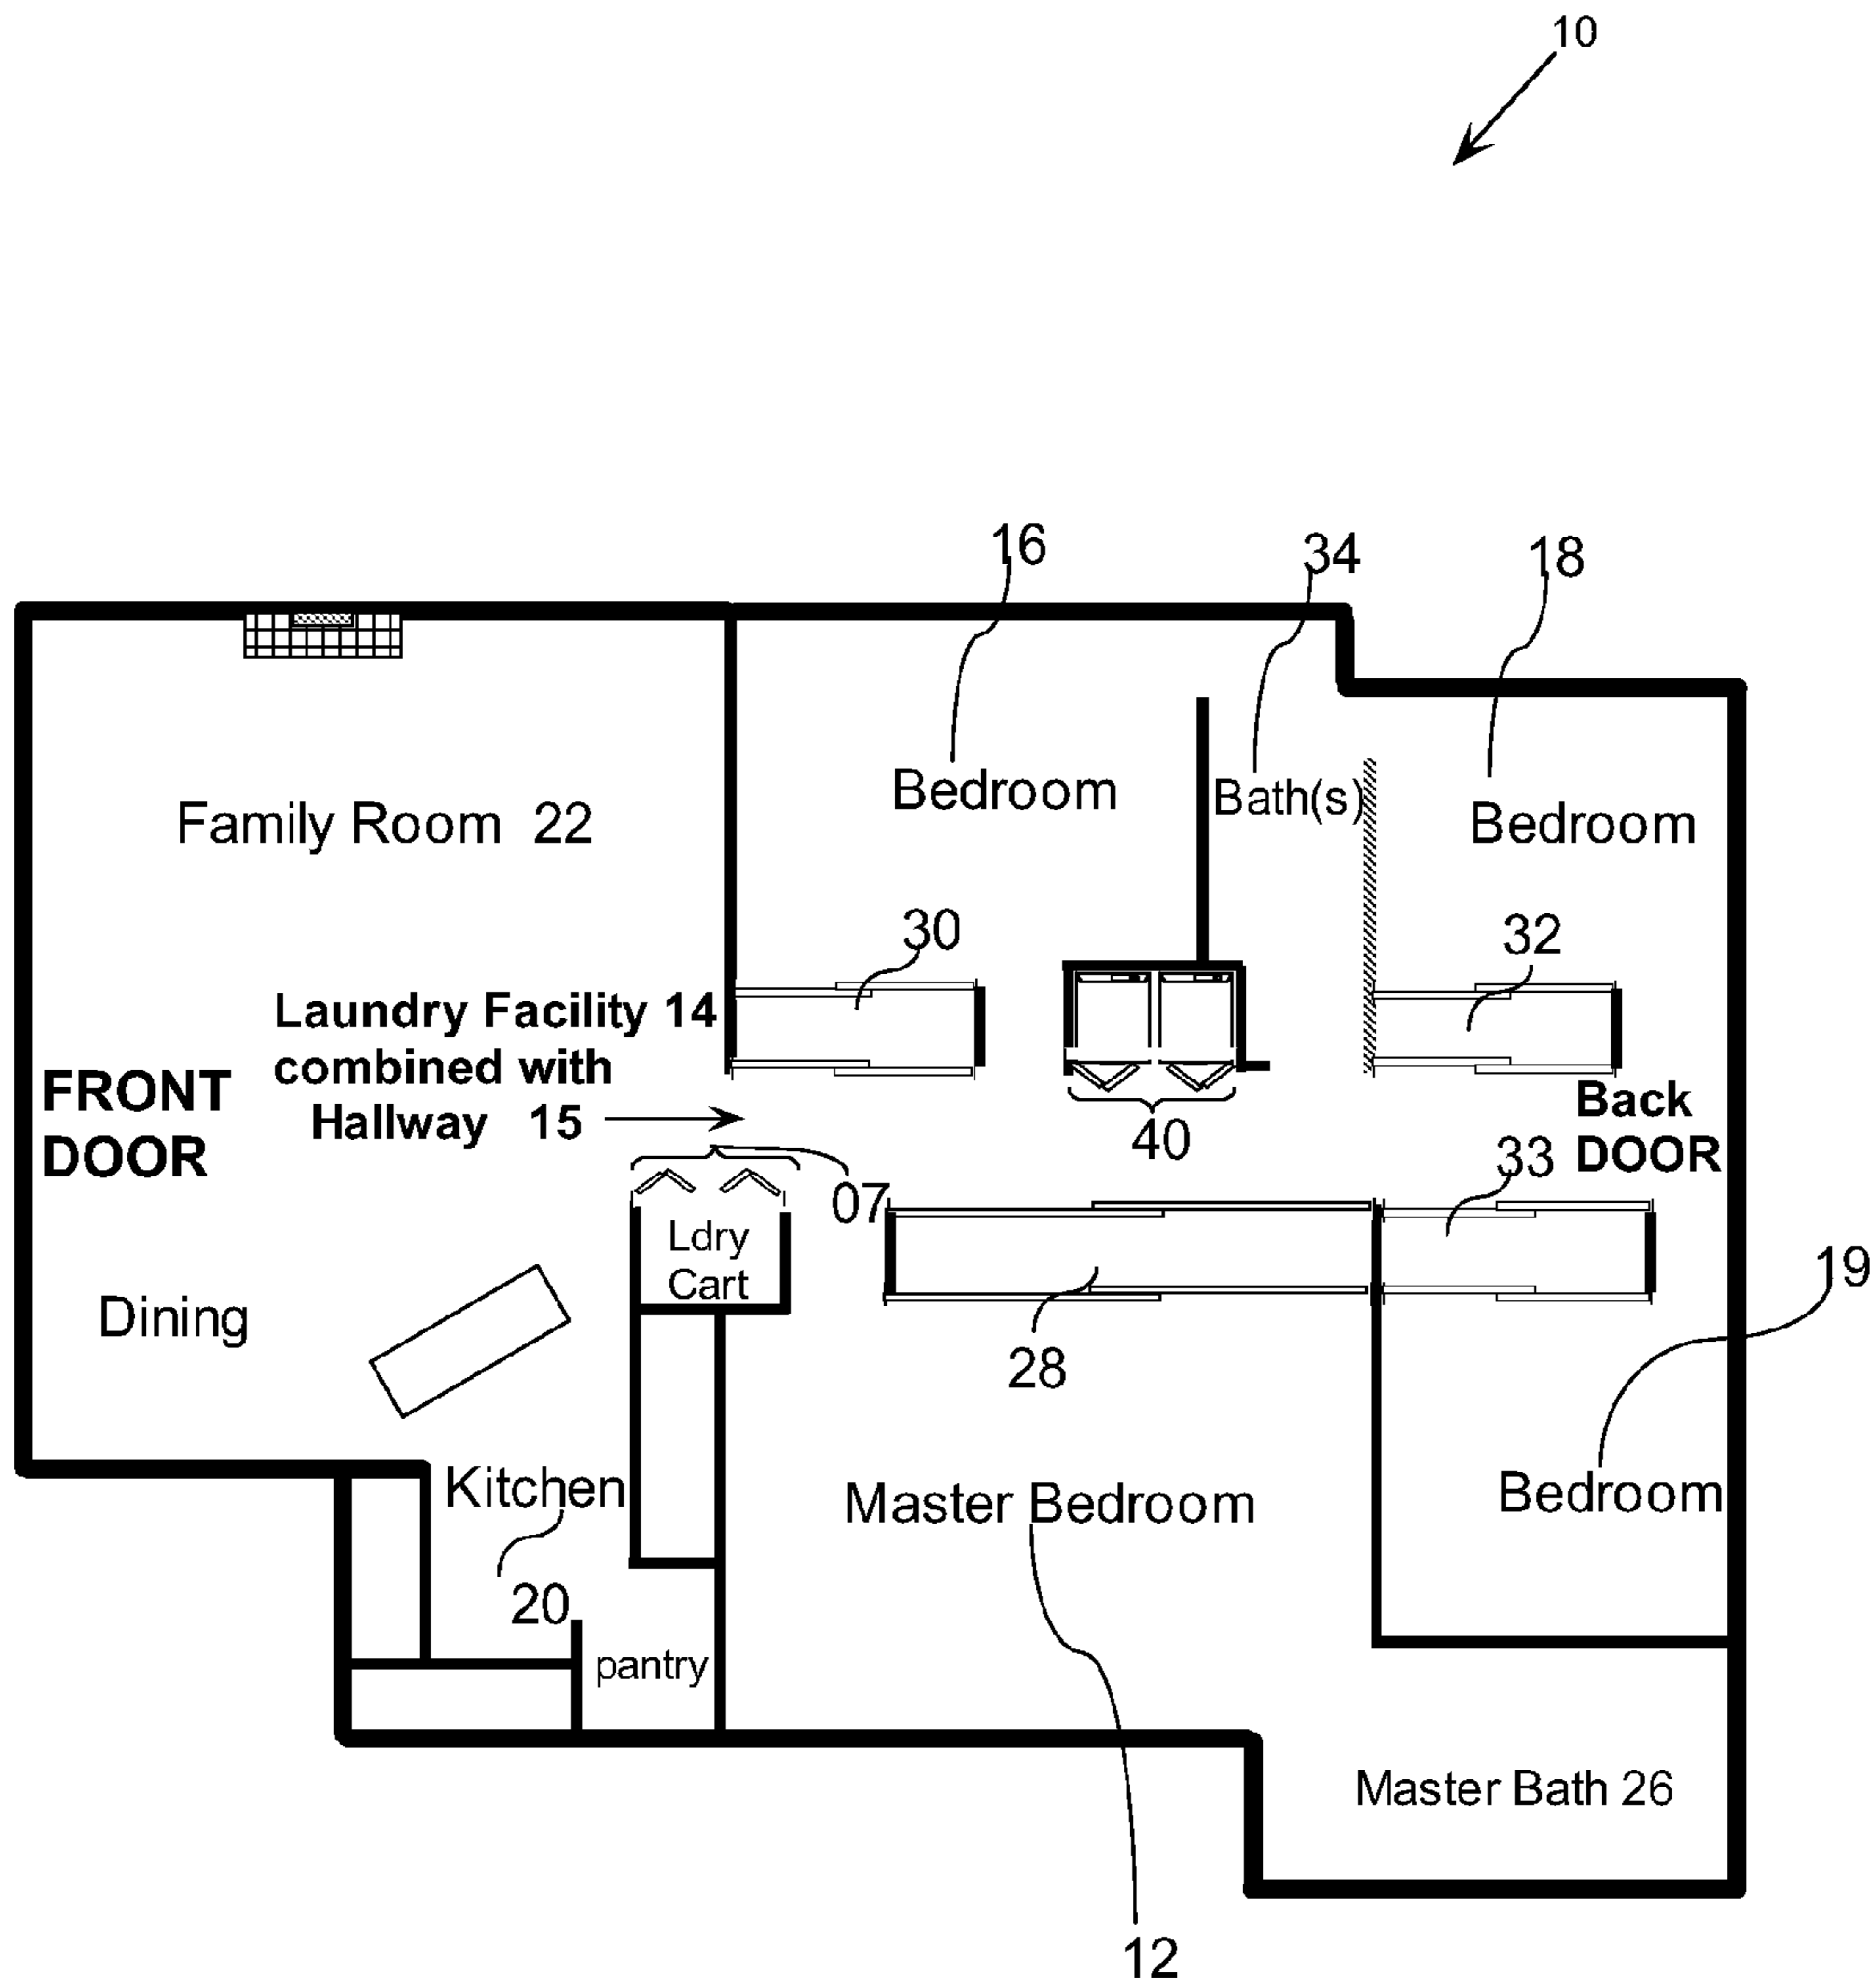 10
16
34
18
Bedroom
Bath(s)
Family Room 22
Bedroom
30
32
Laundry Facility 14
combined with
Hallway 15
FRONT
DOOR
Back
DOOR
40
33
07
Ldry
Cart
19
Dining
28
Kitchen
Master Bedroom
Bedroom
20
pantry
Master Bath 26
12